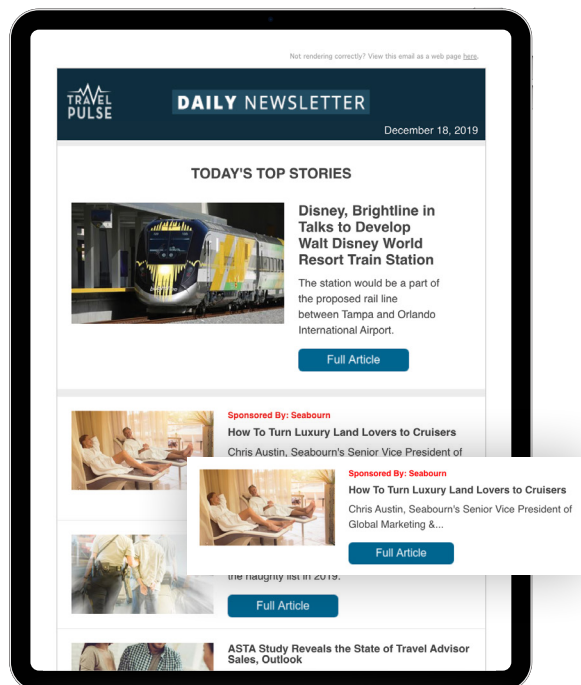 Not rendering correctly? View this email as a web page here.
TRAVEL
PULSE
DAILY NEWSLETTER
December 18, 2019
TODAY'S TOP STORIES
Disney, Brightline in
Talks to Develop
Walt Disney World
Resort Train Station
The station would be a part of
the proposed rail line
between Tampa and Orlando
International Airport.
Full Article
Sponsored By: Seabourn
How To Turn Luxury Land Lovers to Cruisers
Chris Austin, Seabourn's Senior Vice President of
Sponsored By: Seabourn
How To Turn Luxury Land Lovers to Cruisers
Chris Austin, Seabourn's Senior Vice President of
Global Marketing &...
Full Article
the naughty list in 2019.
Full Article
ASTA Study Reveals the State of Travel Advisor
Sales, Outlook